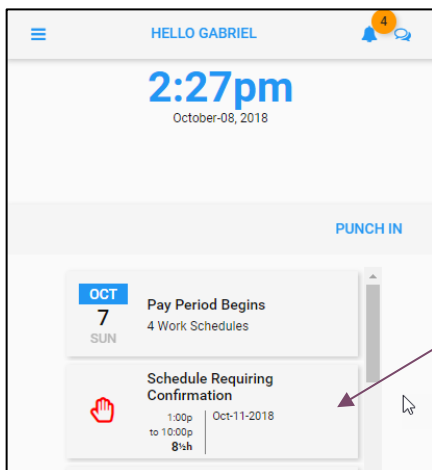 HELLO GABRIEL
4
2:27pm
October-08, 2018
PUNCH IN
OCT
7
SUN
Pay Period Begins
4 Work Schedules
Schedule Requiring
Confirmation
1:00p
to 10:00p
8½h
Oct-11-2018